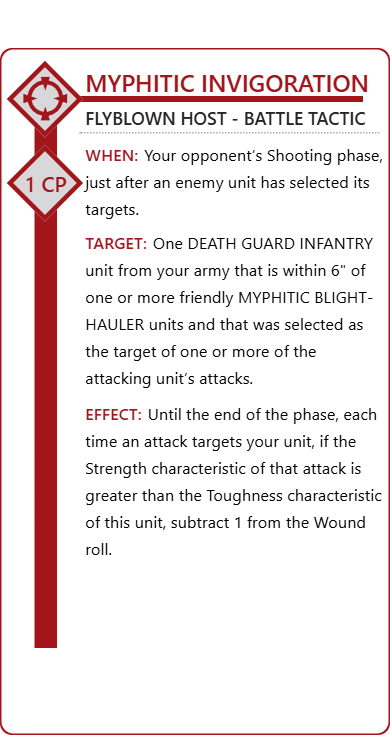 MYPHITIC INVIGORATION
FLYBLOWN HOST - BATTLE TACTIC
1 CP
WHEN: Your opponent's Shooting phase,
just after an enemy unit has selected its
targets.
TARGET: One DEATH GUARD INFANTRY
unit from your army that is within 6" of
one or more friendly MYPHITIC BLIGHT-
HAULER units and that was selected as
the target of one or more of the
attacking unit's attacks.
EFFECT: Until the end of the phase, each
time an attack targets your unit, if the
Strength characteristic of that attack is
greater than the Toughness characteristic
of this unit, subtract 1 from the Wound
roll.